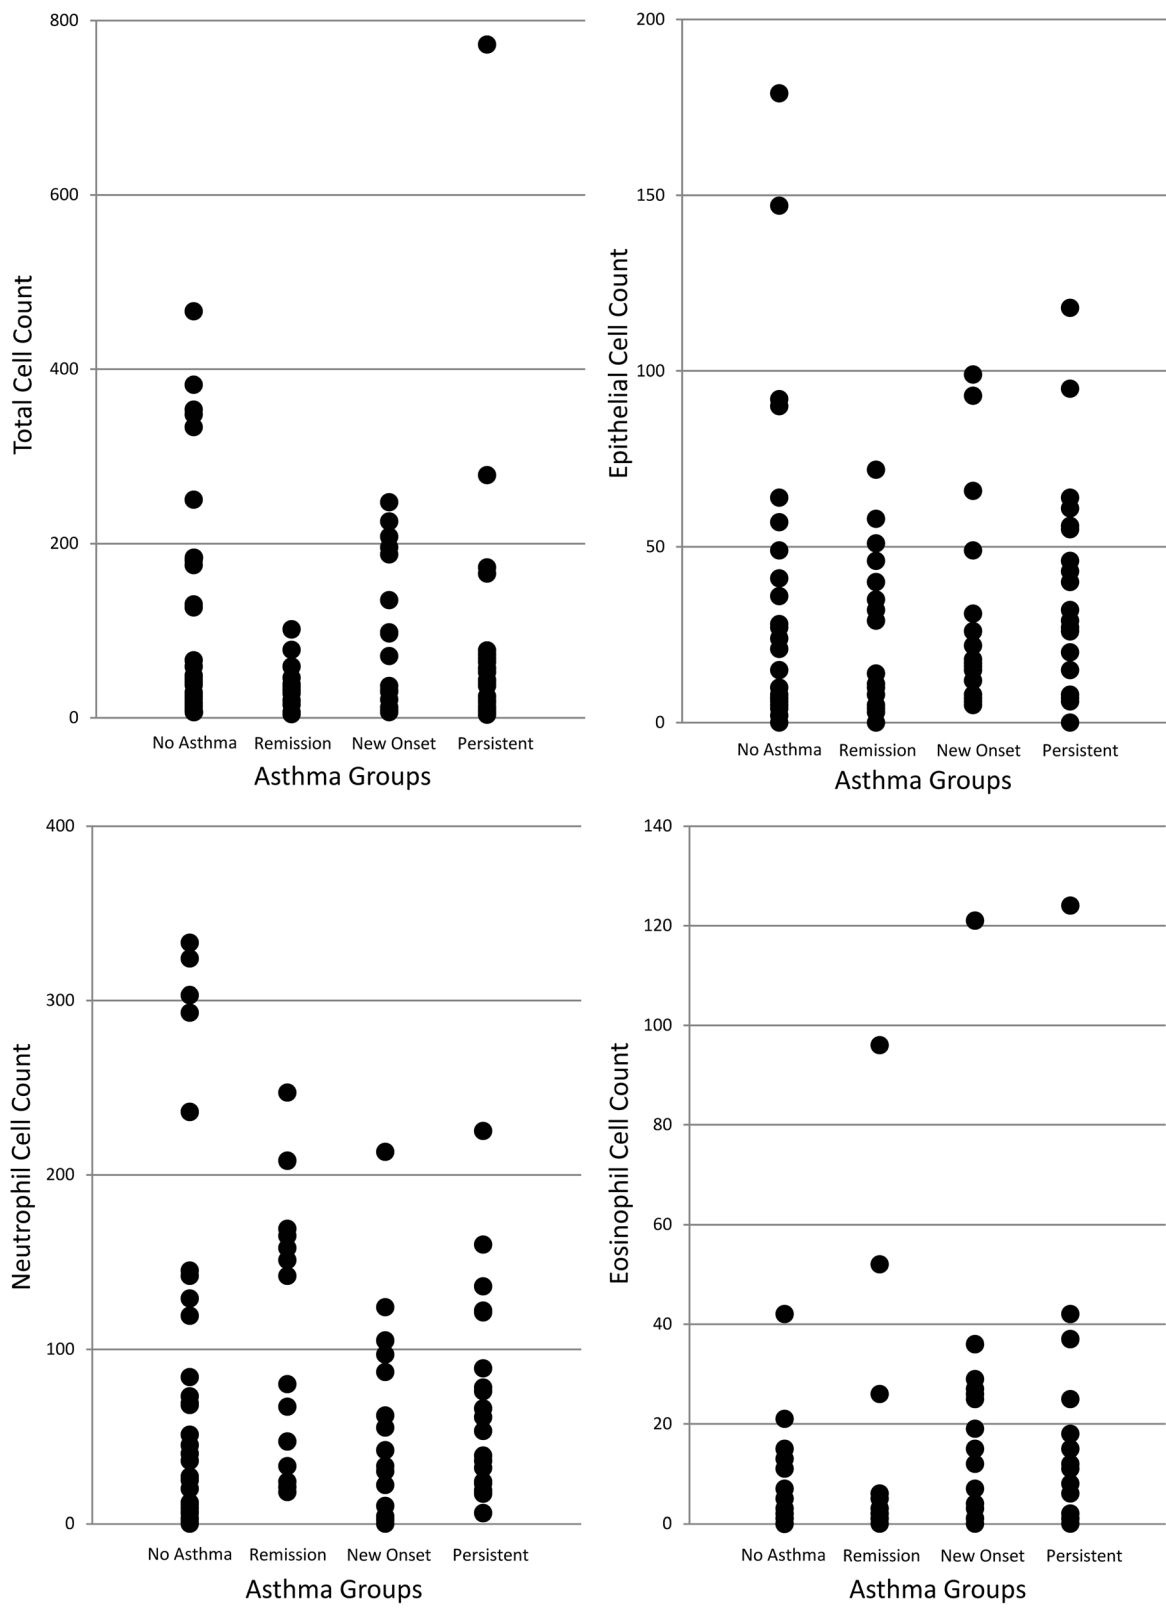 800
600
400
200
0
Total Cell Count
No Asthma Remission New Onset Persistent
Asthma Groups
200
150
100
50
0
Epithelial Cell Count
No Asthma Remission New Onset Persistent
Asthma Groups
400
300
200
100
0
Neutrophil Cell Count
No Asthma Remission New Onset Persistent
Asthma Groups
140
120
100
80
60
40
20
0
Eosinophil Cell Count
No Asthma Remission New Onset Persistent
Asthma Groups